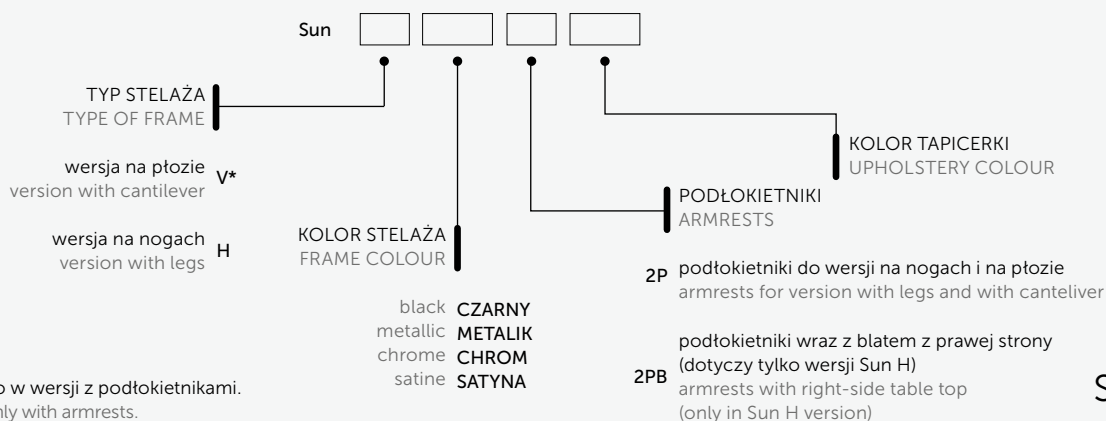 Sun
TYP STELAŻA
TYPE OF FRAME
wersja na płozie
version with cantilever
V*
wersja na nogach
version with legs
H
KOLOR STELAŻA
FRAME COLOUR
black CZARNY
metallic METALIK
chrome CHROM
satine SATYNA
PODŁOKIETNIKI
ARMRESTS
2P
podłokietniki do wersji na nogach i na płozie
armrests for version with legs and with canteliver
2PB
podłokietniki wraz z blatem z prawej strony
(dotyczy tylko wersji Sun H)
armrests with right-side table top
(only in Sun H version)
KOLOR TAPICERKI
UPHOLSTERY COLOUR
w wersji z podłokietnikami.
with armrests.
S